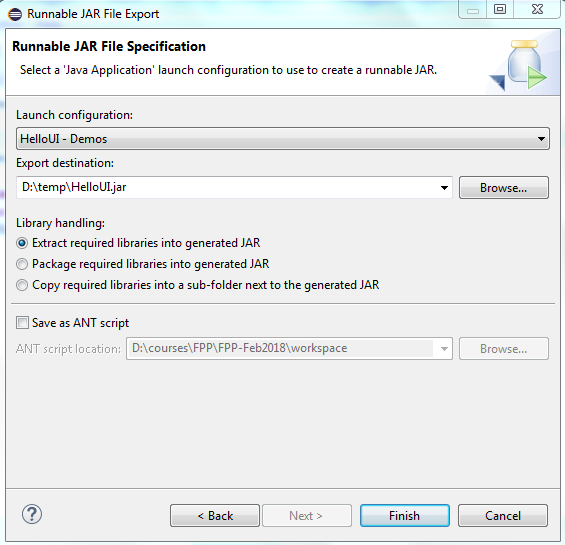 Runnable JAR File Export
Runnable JAR File Specification
Select a 'Java Application' launch configuration to use to create a runnable JAR.
Launch configuration:
HelloUI - Demos
Export destination:
D:\temp\HelloUI.jar
Browse...
Library handling:
Extract required libraries into generated JAR
Package required libraries into generated JAR
Copy required libraries into a sub-folder next to the generated JAR
Save as ANT script
ANT script location:
D:\courses\FPP\FPP-Feb2018\workspace
Browse...
?
< Back
Next >
Finish
Cancel